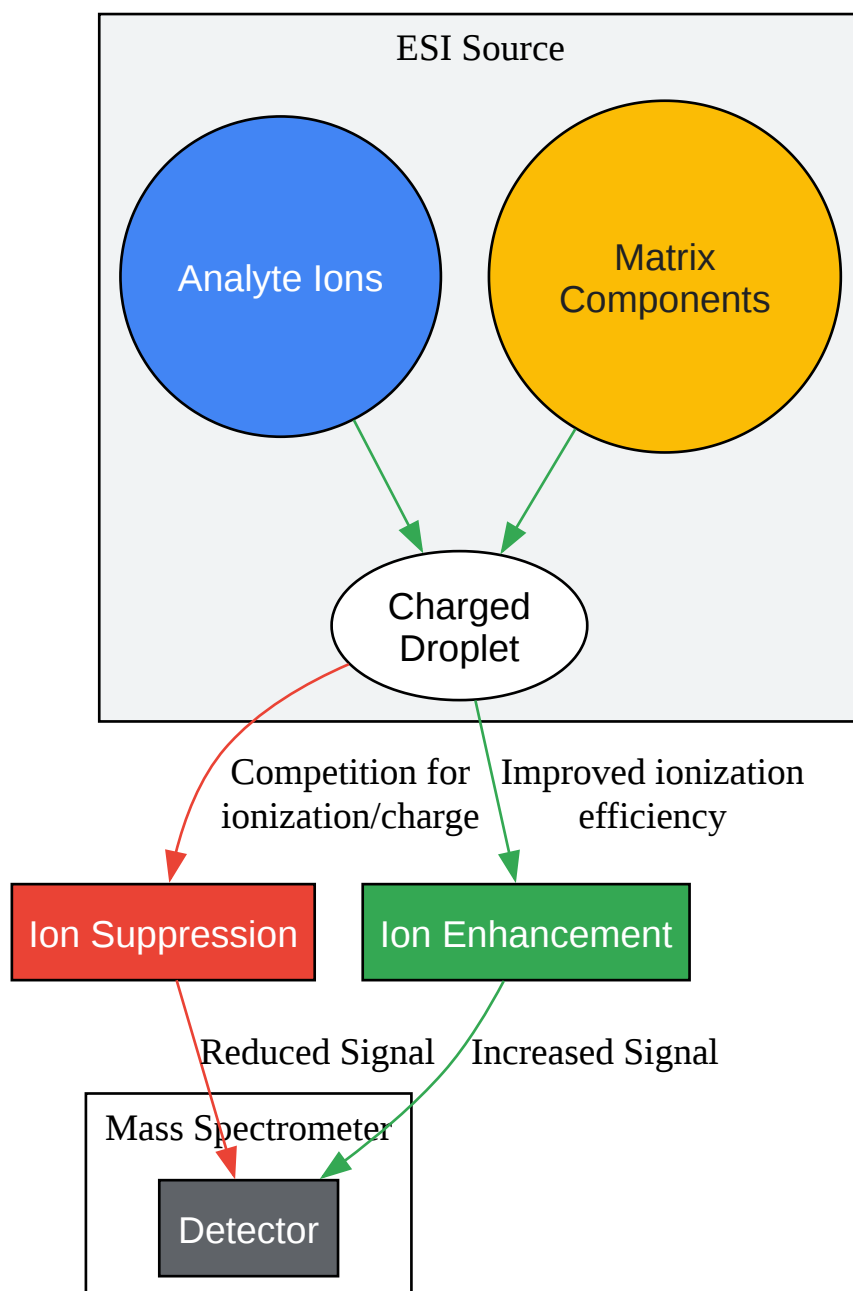 ESI Source
Analyte Ions
Matrix
Components
Charged
Droplet
Competition for
ionization/charge
Improved ionization
efficiency
Ion Suppression
Ion Enhancement
Reduced Signal
Increased Signal
Mass Spectrometer
Detector